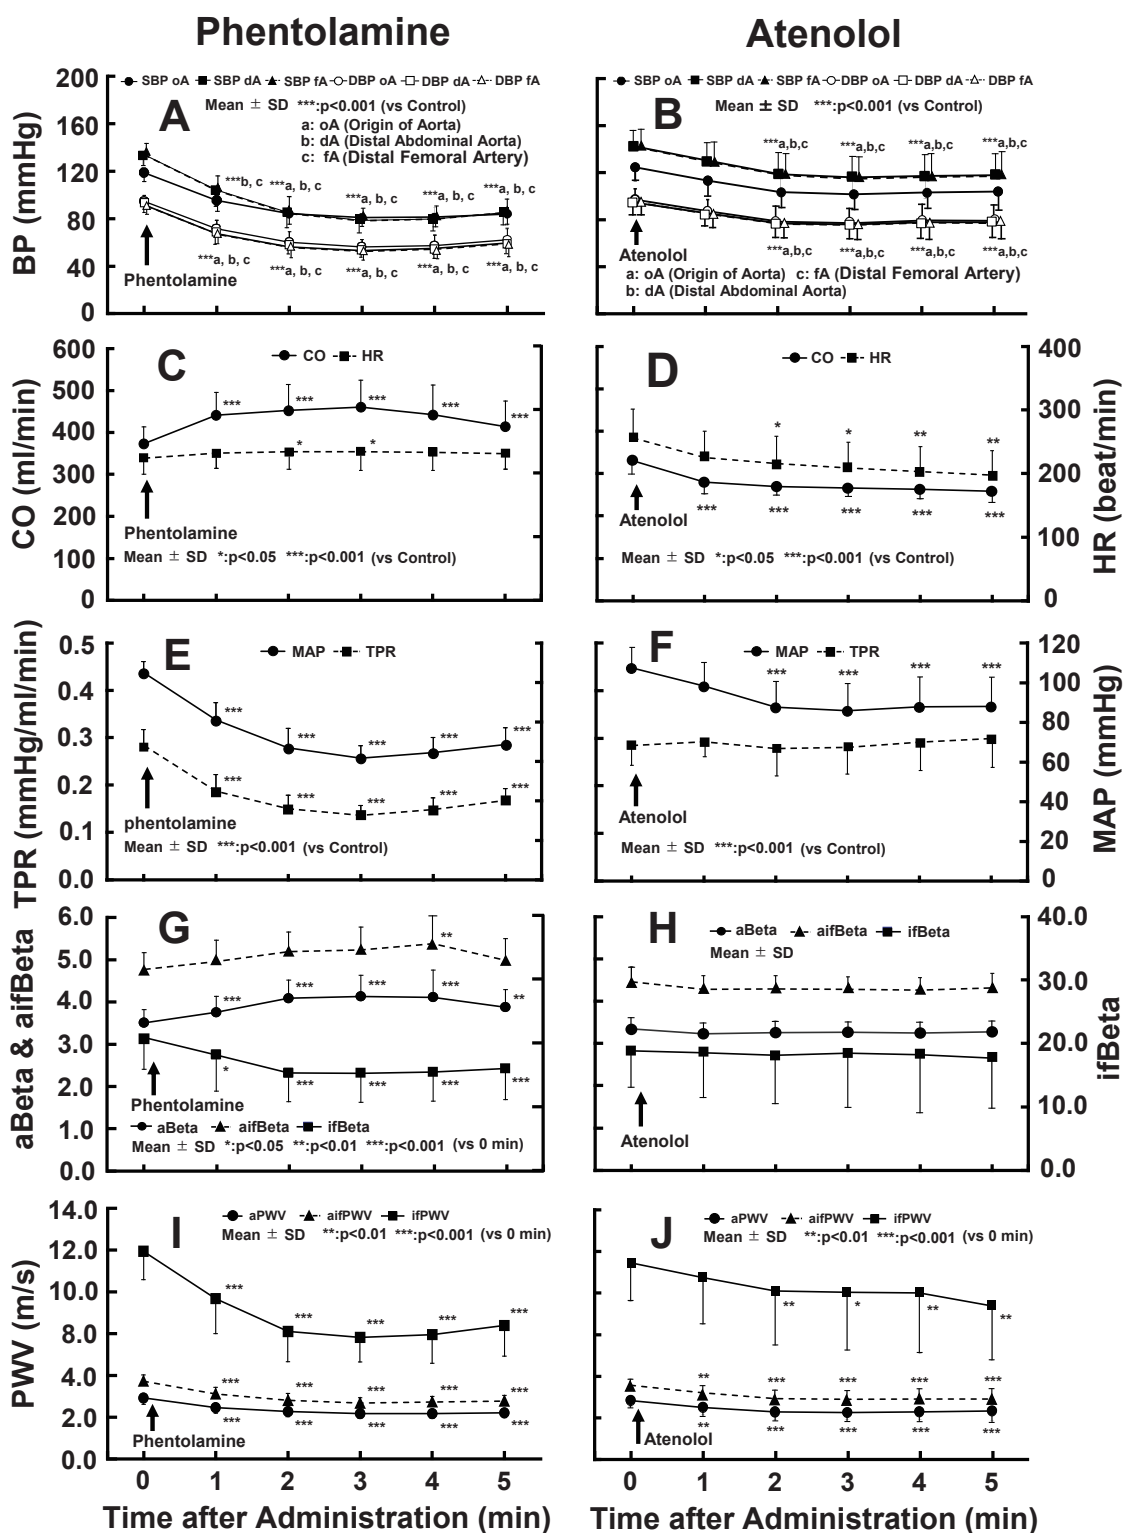 Phentolamine
Atenolol
BP (mmHg)
200
160
120
80
40
0
SBP oA SBP dA SBP fA DBP oA DBP dA DBP fA
A
Mean ± SD ***:p<0.001 (vs Control)
a: oA (Origin of Aorta)
b: dA (Distal Abdominal Aorta)
c: fA (Distal Femoral Artery)
***b, c ***a, b, c ***a, b, c ***a, b, c ***a, b, c
***a, b, c ***a, b, c ***a, b, c ***a, b, c ***a, b, c
Phentolamine
SBP oA SBP dA SBP fA DBP oA DBP dA DBP fA
B
Mean ± SD ***:p<0.001 (vs Control)
***a,b,c ***a,b,c ***a,b,c ***a,b,c
***a,b,c ***a,b,c ***a,b,c ***a,b,c
Atenolol
a: oA (Origin of Aorta) c: fA (Distal Femoral Artery)
b: dA (Distal Abdominal Aorta)
CO (ml/min)
600
500
400
300
200
100
0
C
CO HR
*** *** *** *** ***
* *
Phentolamine
Mean ± SD *:p<0.05 ***:p<0.001 (vs Control)
D
CO HR
* * ** **
*** *** *** *** ***
Atenolol
Mean ± SD *:p<0.05 ***:p<0.001 (vs Control)
400
300
200
100
0
HR (beat/min)
TPR (mmHg/ml/min)
0.5
0.4
0.3
0.2
0.1
0.0
E
MAP TPR
*** *** *** *** ***
*** *** *** *** ***
phentolamine
Mean ± SD ***:p<0.001 (vs Control)
F
MAP TPR
*** *** *** ***
Atenolol
Mean ± SD ***:p<0.001 (vs Control)
120
100
80
60
40
20
0
MAP (mmHg)
aBeta & aifBeta
6.0
5.0
4.0
3.0
2.0
1.0
0.0
G
**
*** *** *** *** **
* *** *** *** ***
Phentolamine
aBeta aifBeta ifBeta
Mean ± SD *:p<0.05 **:p<0.01 ***:p<0.001 (vs 0 min)
H
aBeta aifBeta ifBeta
Mean ± SD
Atenolol
40.0
30.0
20.0
10.0
0.0
ifBeta
PWV (m/s)
14.0
12.0
10.0
8.0
4.0
2.0
0.0
I
aPWV aifPWV ifPWV
Mean ± SD **:p<0.01 ***:p<0.001 (vs 0 min)
*** *** *** *** ***
*** *** *** *** ***
*** *** *** *** ***
Phentolamine
J
aPWV aifPWV ifPWV
Mean ± SD **:p<0.01 ***:p<0.001 (vs 0 min)
** * ** **
** *** *** *** ***
** *** *** *** ***
Atenolol
0 1 2 3 4 5
0 1 2 3 4 5
Time after Administration (min)
Time after Administration (min)